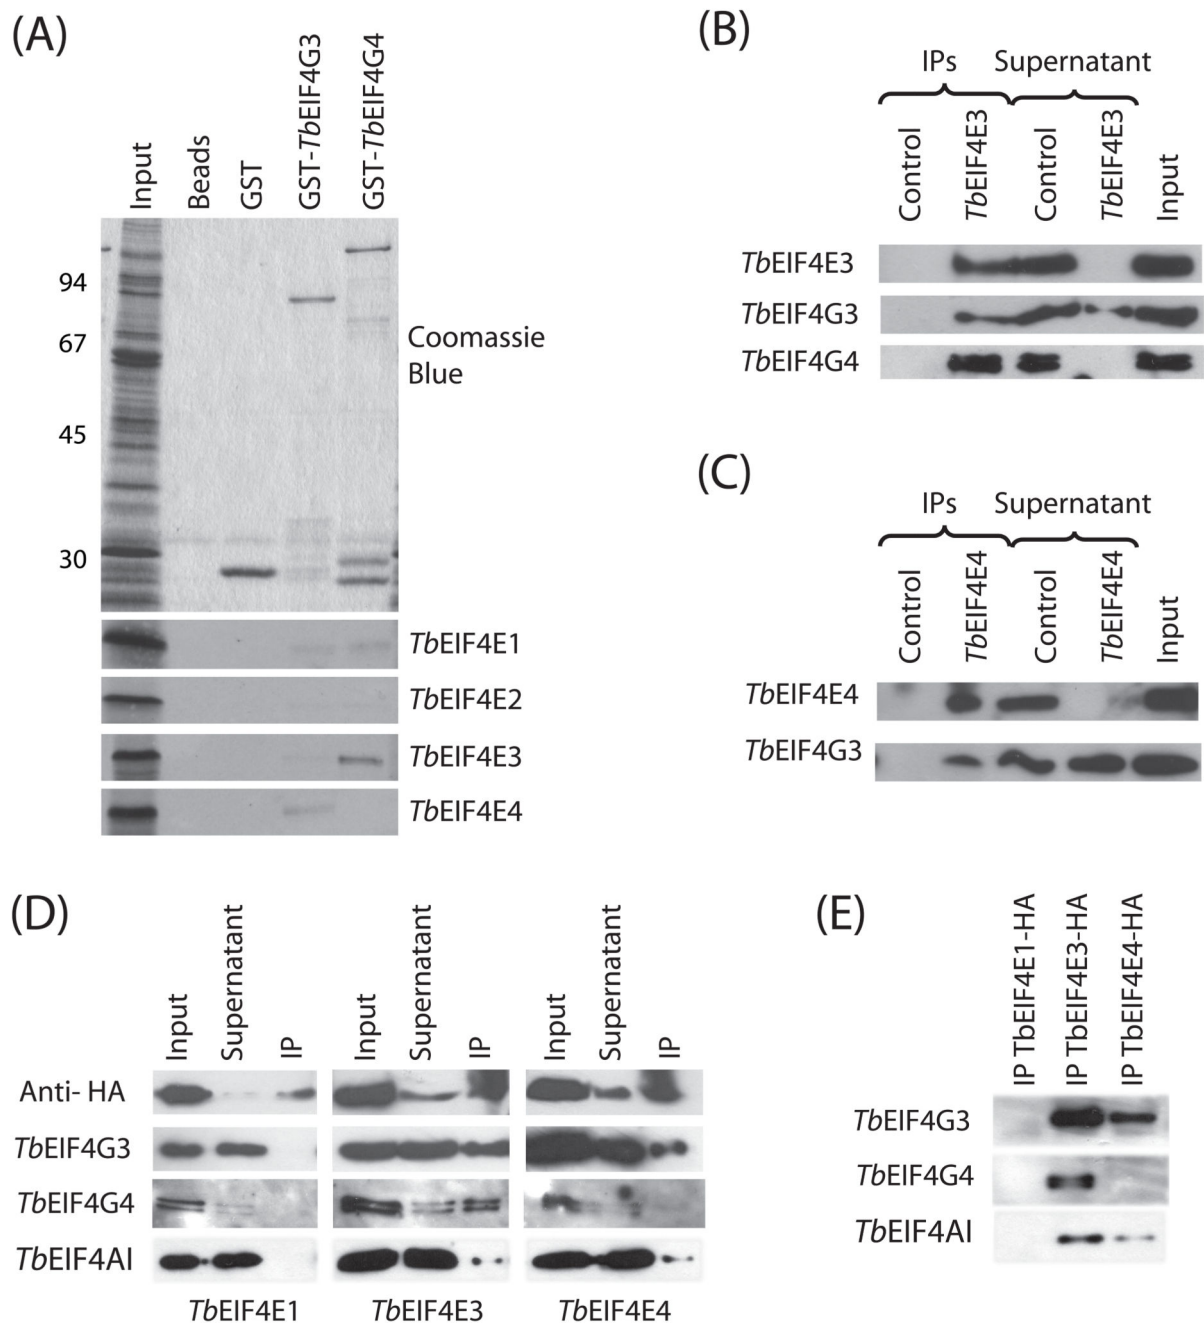 (A)
Input
Beads
GST
GST-TbEIF4G3
GST-TbEIF4G4
94
67
45
30
Coomassie
Blue
TbEIF4E1
TbEIF4E2
TbEIF4E3
TbEIF4E4
(B)
IPs Supernatant
Control
TbEIF4E3
Control
TbEIF4E3
Input
TbEIF4E3
TbEIF4G3
TbEIF4G4
(C)
IPs Supernatant
Control
TbEIF4E4
Control
TbEIF4E4
Input
TbEIF4E4
TbEIF4G3
(D)
Input
Supernatant
IP
Input
Supernatant
IP
Input
Supernatant
IP
Anti- HA
TbEIF4G3
TbEIF4G4
TbEIF4AI
TbEIF4E1 TbEIF4E3 TbEIF4E4
(E)
IP TbEIF4E1-HA
IP TbEIF4E3-HA
IP TbEIF4E4-HA
TbEIF4G3
TbEIF4G4
TbEIF4AI